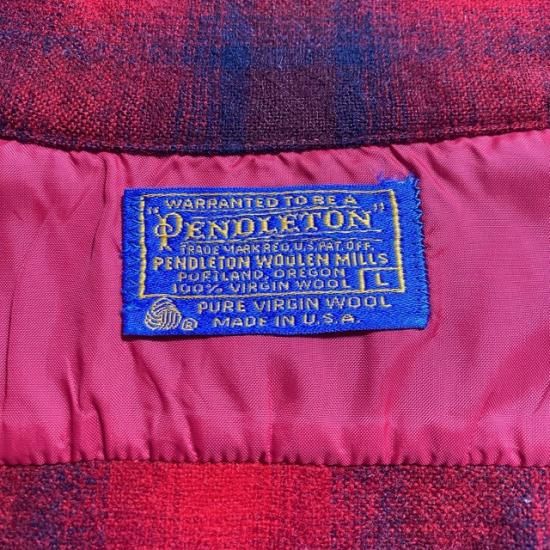 WARRANTED TO BE A
"PENDLETON"
TRADE MARK REG. U.S. PAT. OFF.
PENDLETON WOOLEN MILLS
PORTLAND, OREGON
100% VIRGIN WOOL L
® PURE VIRGIN WOOL
MADE IN U.S.A.